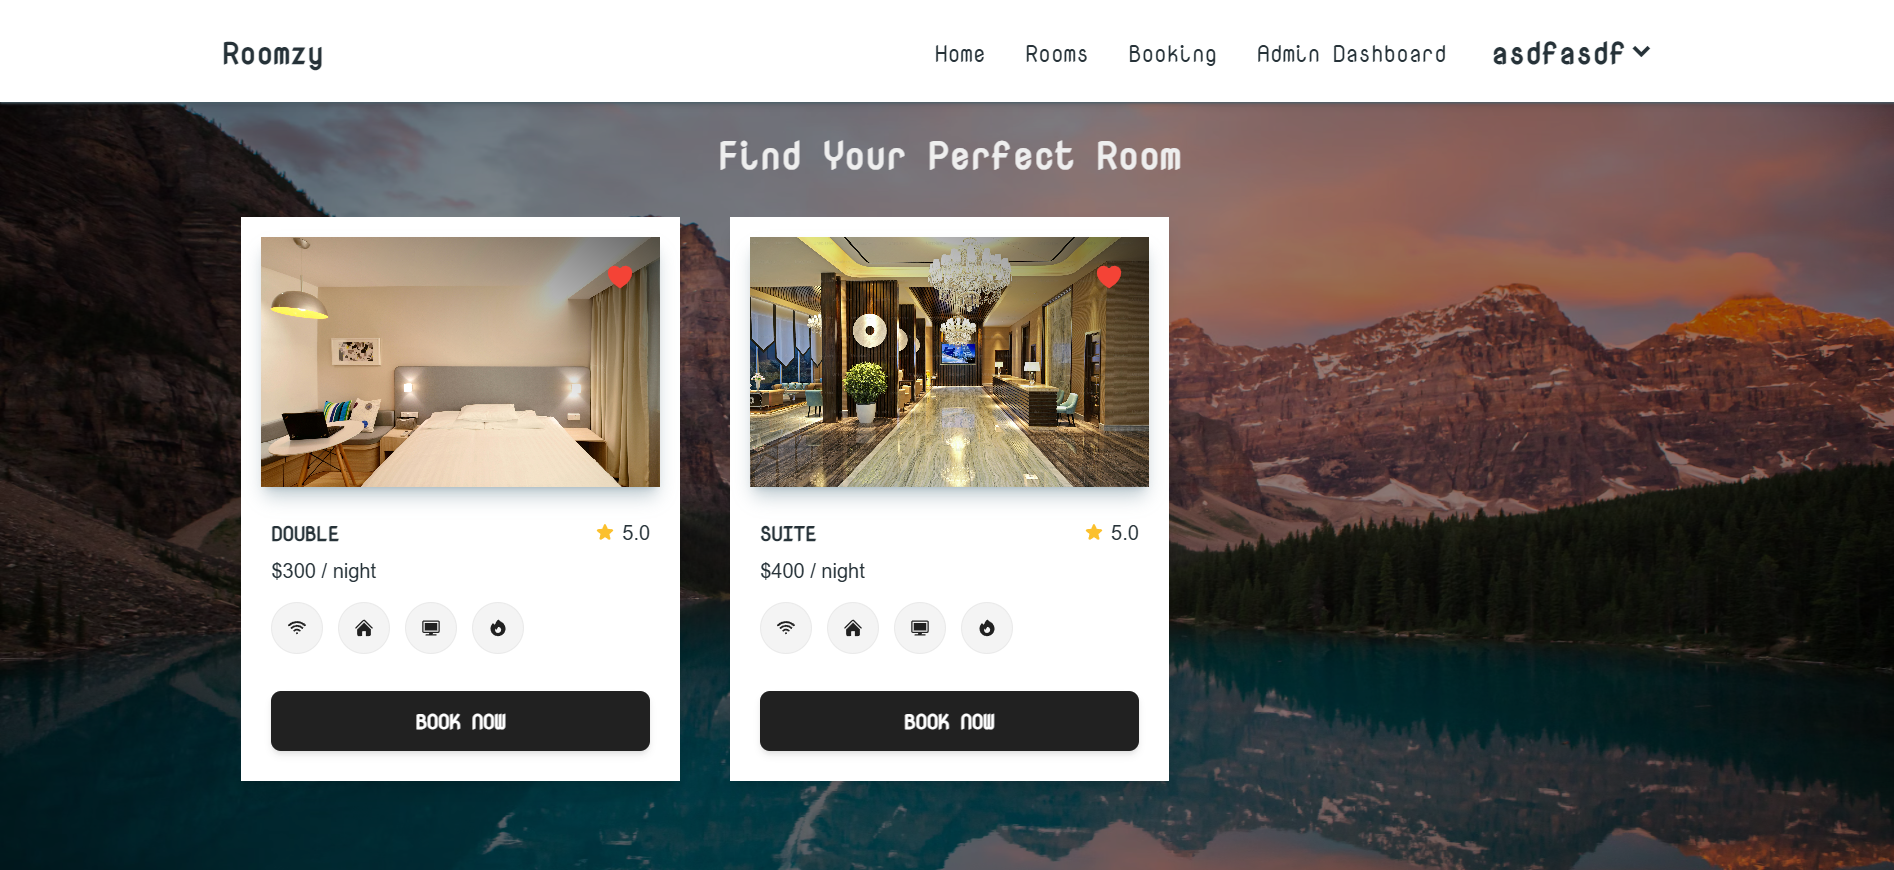 Roomzy
Home Rooms Booking Admin Dashboard asdfasdf
Find Your Perfect Room
DOUBLE 5.0
$300 / night
BOOK NOW
SUITE 5.0
$400 / night
BOOK NOW